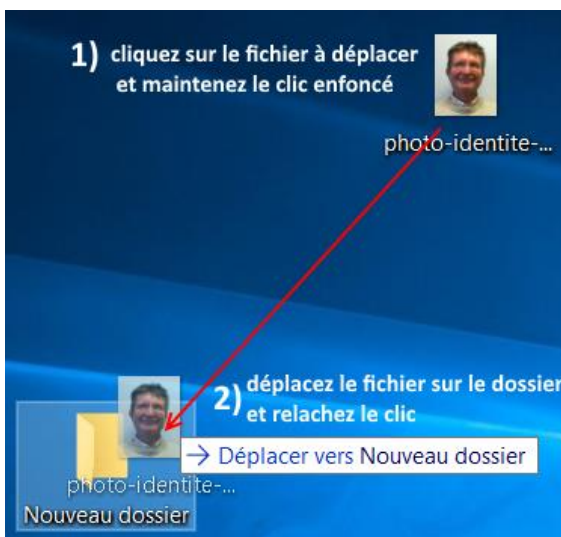 1) cliquez sur le fichier à déplacer
et maintenez le clic enfoncé
photo-identite-...
2) déplacez le fichier sur le dossier
et relachez le clic
→ Déplacer vers Nouveau dossier
photo-identite-...
Nouveau dossier